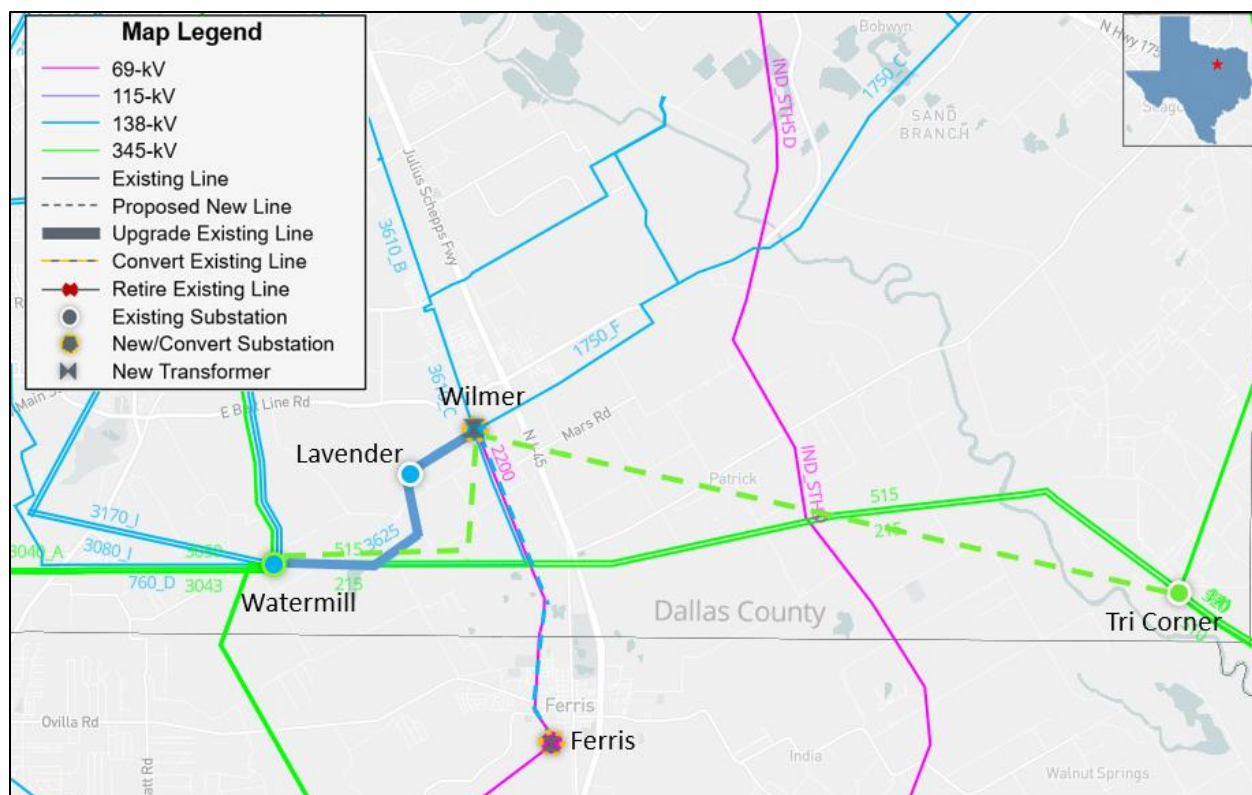 Map Legend
69-kV
115-kV
138-kV
345-kV
Existing Line
Proposed New Line
Upgrade Existing Line
Convert Existing Line
Retire Existing Line
Existing Substation
New/Convert Substation
New Transformer
Bobwyn
N Hwy 175
IND_STHSD
1750_C
SAND
BRANCH
Julius Schepps Fwy
3610_B
1750_F
E Belt Line Rd
Wilmer
N I-45
Mars Rd
Lavender
2200
Patrick
515
215
3170_I
3080_I
3040_A
760_D
3043
515
215
3625
Watermill
Dallas County
Tri Corner
Ferris
Ferris
Ovilla Rd
India
Walnut Springs